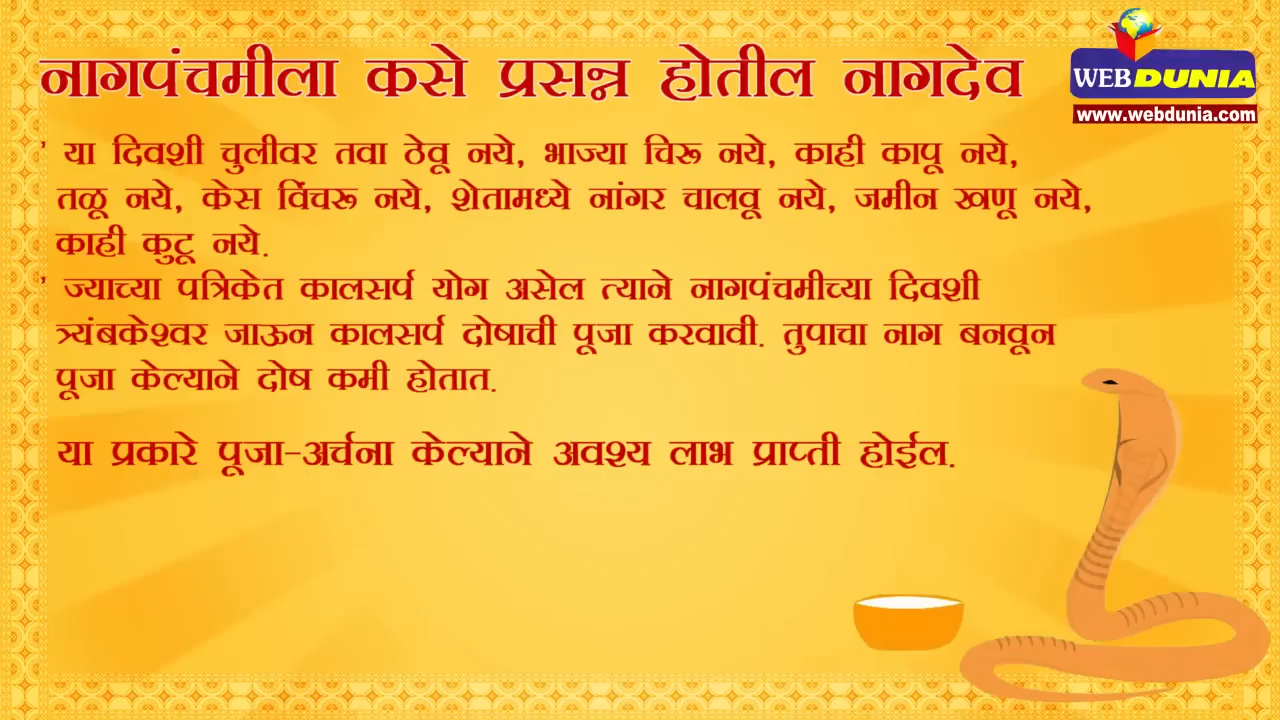 नागपंचमीला कसे प्रसन्न होतील नागदेव
WEBDUNIA
www.webdunia.com
' या दिवशी चुलीवर तवा ठेवू नये, भाज्या चिरू नये, काही कापू नये,
तळू नये, केस विंचरू नये, शेतामध्ये नांगर चालवू नये, जमीन खणू नये,
काही कुटू नये.
' ज्याच्या पत्रिकेत कालसर्प योग असेल त्याने नागपंचमीच्या दिवशी
त्र्यंबकेश्वर जाऊन कालसर्प दोषाची पूजा करवावी. तुपाचा नाग बनवून
पूजा केल्याने दोष कमी होतात.
या प्रकारे पूजा-अर्चना केल्याने अवश्य लाभ प्राप्ती होईल.